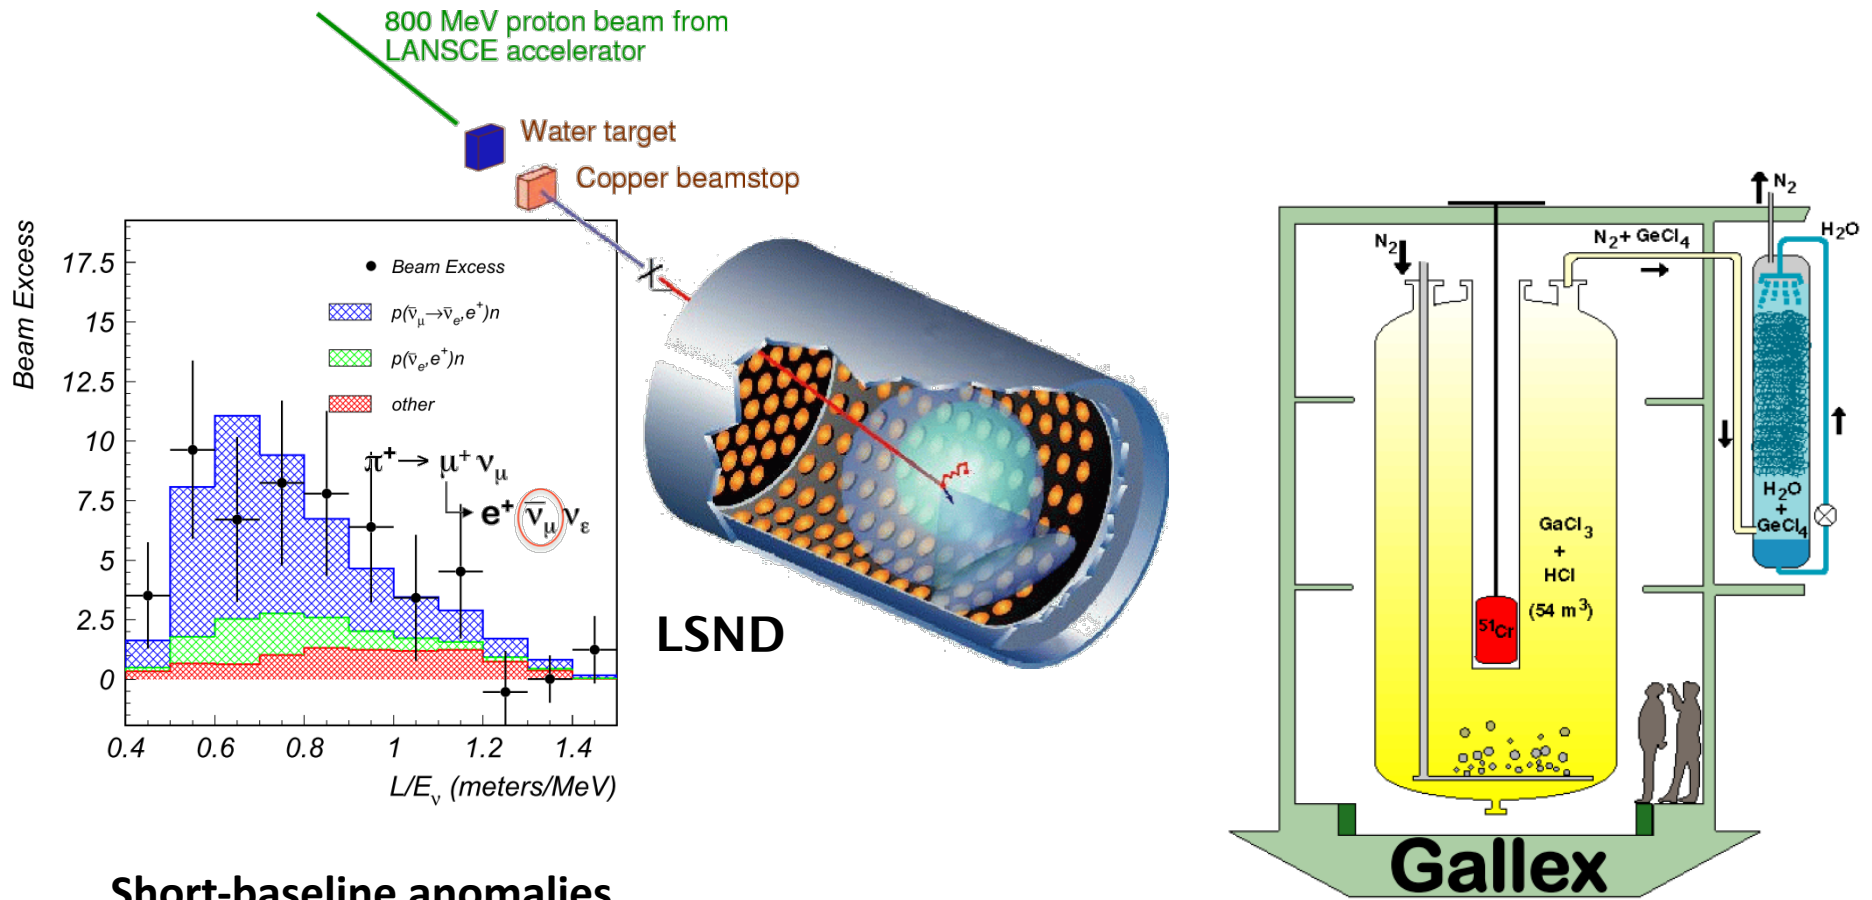 800 MeV proton beam from
LANSCE accelerator
Water target
Copper beamstop
Beam Excess
17.5
15
12.5
10
7.5
5
2.5
0
0.4 0.6 0.8 1 1.2 1.4
L/Eν (meters/MeV)
Beam Excess
p(ν̄μ→ν̄e,e⁺)n
p(ν̄e,e⁺)n
other
π⁺→ μ⁺ νμ
e⁺ ν̄μ νε
LSND
N₂
H₂O
N₂+ GeCl₄
N₂
GaCl₃
+
HCl
(54 m³)
⁵¹Cr
H₂O
+
GeCl₄
Gallex
Short-baseline anomalies